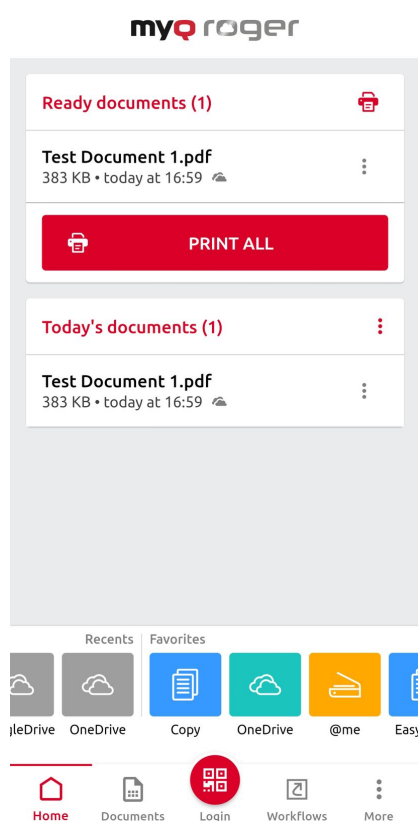 myq roger
Ready documents (1)
Test Document 1.pdf
383 KB • today at 16:59
PRINT ALL
Today's documents (1)
Test Document 1.pdf
383 KB • today at 16:59
Recents Favorites
gleDrive OneDrive Copy OneDrive @me Easy
Home Documents Login Workflows More